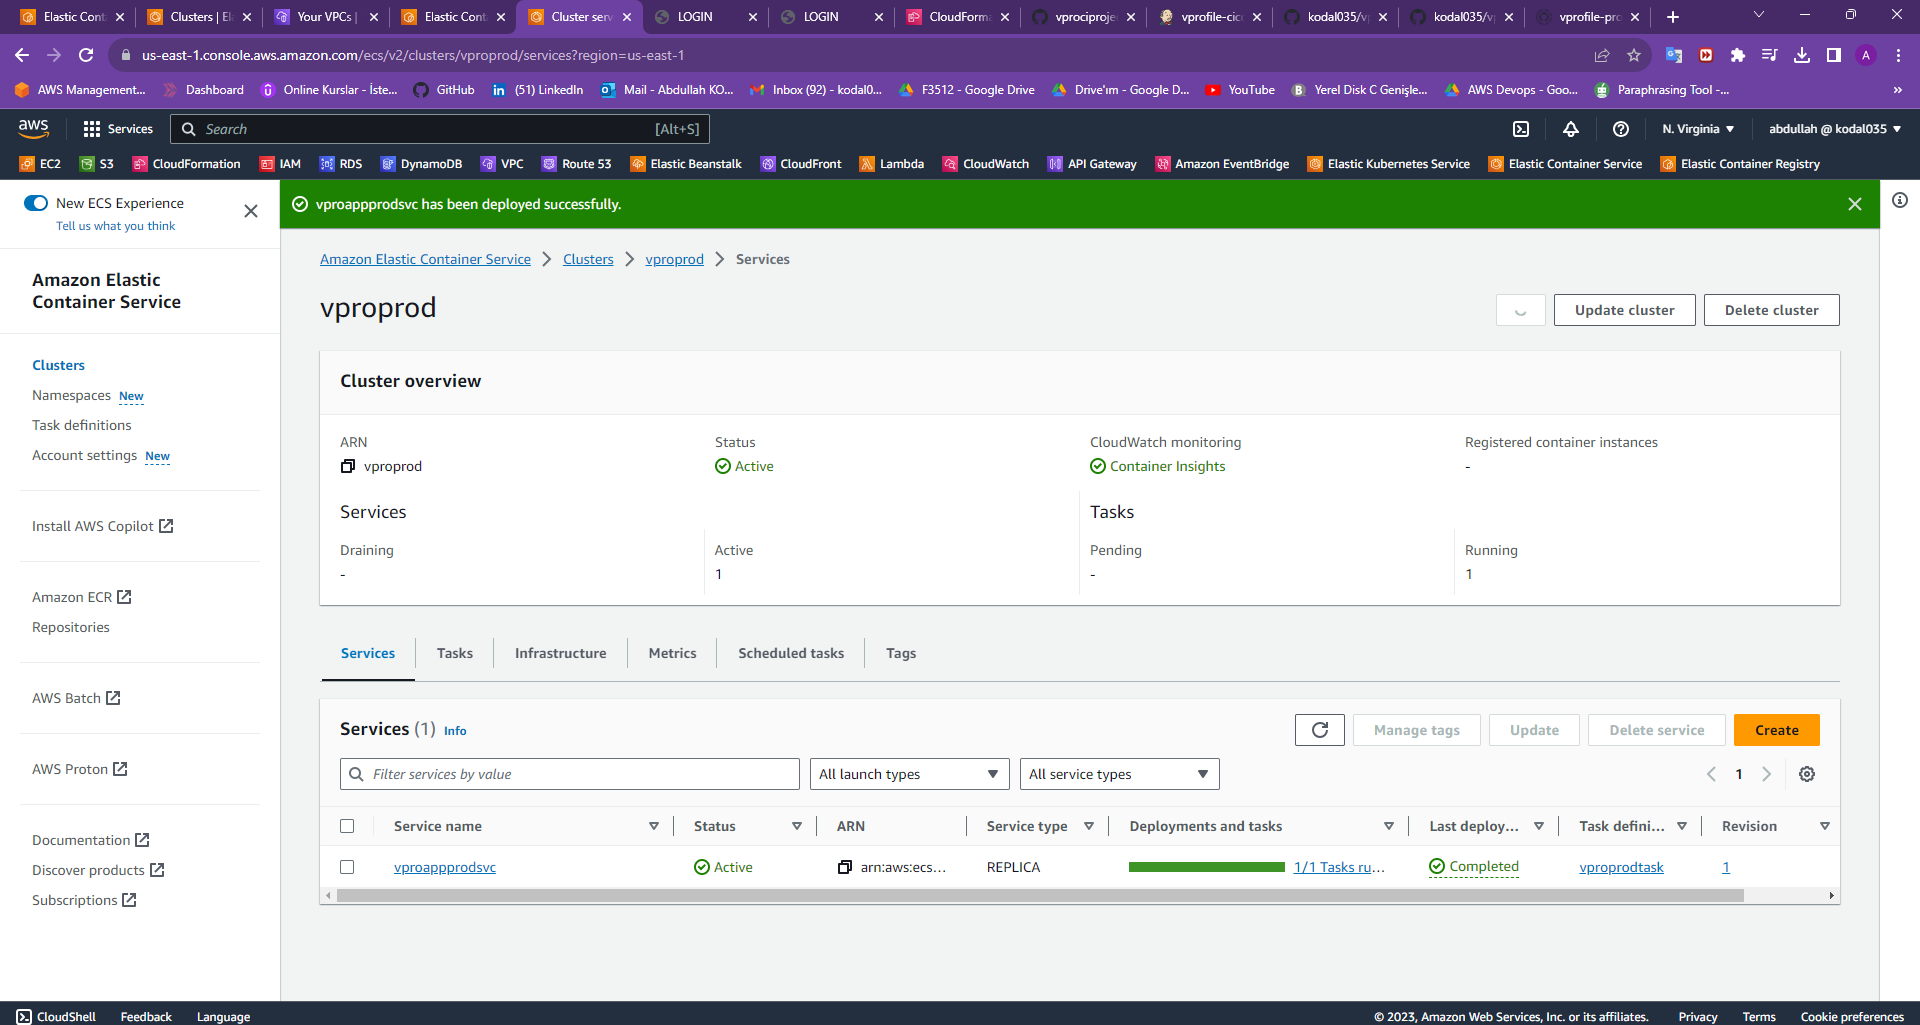 Elastic Cont
Clusters | El
Your VPCs |
Elastic Cont
Cluster serv
LOGIN
LOGIN
CloudForma
vprociproje
vprofile-cic
kodal035/v
kodal035/v
vprofile-pro
us-east-1.console.aws.amazon.com/ecs/v2/clusters/vproprod/services?region=us-east-1
A
AWS Management...
Dashboard
Online Kurslar - İste...
GitHub
(51) LinkedIn
Mail - Abdullah KO...
Inbox (92) - kodal0...
F3512 - Google Drive
Drive'ım - Google D...
YouTube
Yerel Disk C Genişle...
AWS Devops - Goo...
Paraphrasing Tool -...
aws
Services
Search
[Alt+S]
N. Virginia
abdullah @ kodal035
EC2
S3
CloudFormation
IAM
RDS
DynamoDB
VPC
Route 53
Elastic Beanstalk
CloudFront
Lambda
CloudWatch
API Gateway
Amazon EventBridge
Elastic Kubernetes Service
Elastic Container Service
Elastic Container Registry
New ECS Experience
Tell us what you think
Amazon Elastic
Container Service
Clusters
Namespaces New
Task definitions
Account settings New
Install AWS Copilot
Amazon ECR
Repositories
AWS Batch
AWS Proton
Documentation
Discover products
Subscriptions
vproappprodsvc has been deployed successfully.
Amazon Elastic Container Service
Clusters
vproprod
Services
vproprod
Update cluster
Delete cluster
Cluster overview
ARN
vproprod
Status
Active
CloudWatch monitoring
Container Insights
Registered container instances
-
Services
Tasks
Draining
-
Active
1
Pending
-
Running
1
Services
Tasks
Infrastructure
Metrics
Scheduled tasks
Tags
Services (1) Info
Manage tags
Update
Delete service
Create
Filter services by value
All launch types
All service types
1
Service name
Status
ARN
Service type
Deployments and tasks
Last deploy...
Task defini...
Revision
vproappprodsvc
Active
arn:aws:ecs...
REPLICA
1/1 Tasks ru...
Completed
vproprodtask
1
CloudShell
Feedback
Language
© 2023, Amazon Web Services, Inc. or its affiliates.
Privacy
Terms
Cookie preferences